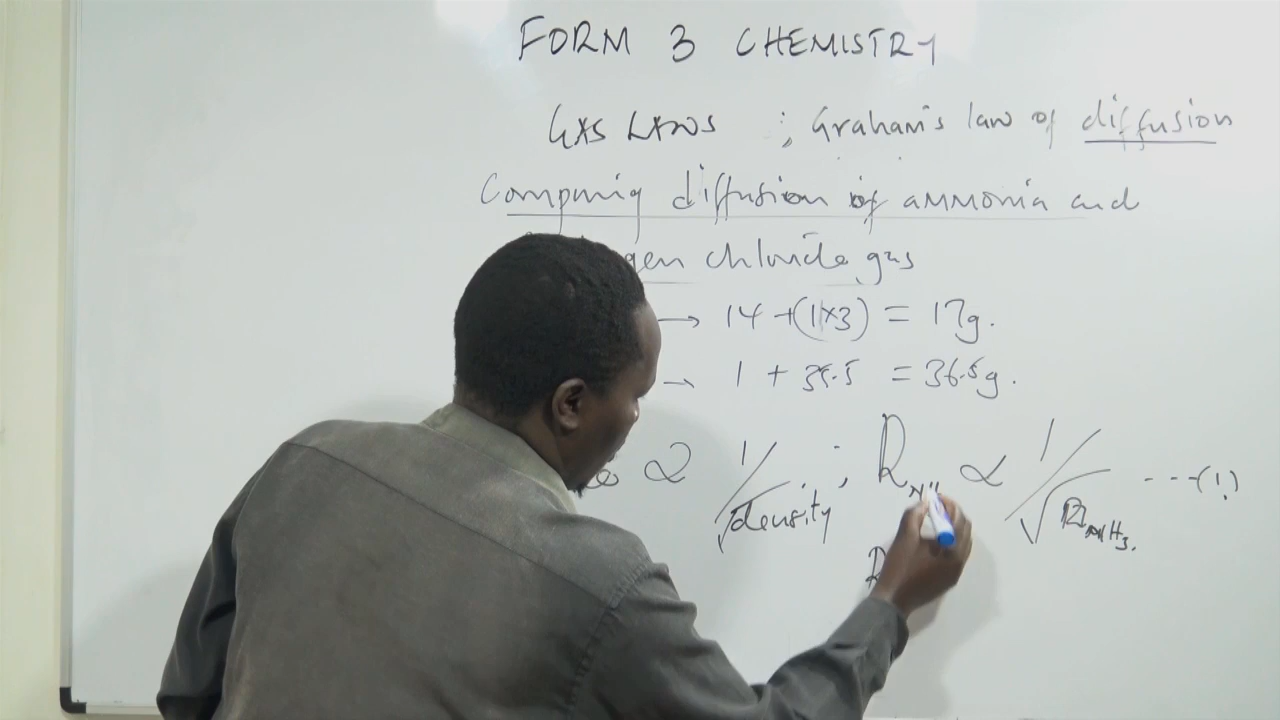 FORM 3 CHEMISTRY
GAS LAWS ; Graham's law of diffusion
Comparing diffusion of ammonia and
gen chloride gas
→ 14 + (1×3) = 17g.
→ 1 + 35.5 = 36.5g.
∝ 1/√density ; R ∝ 1/√R NH3. ---(1)
R